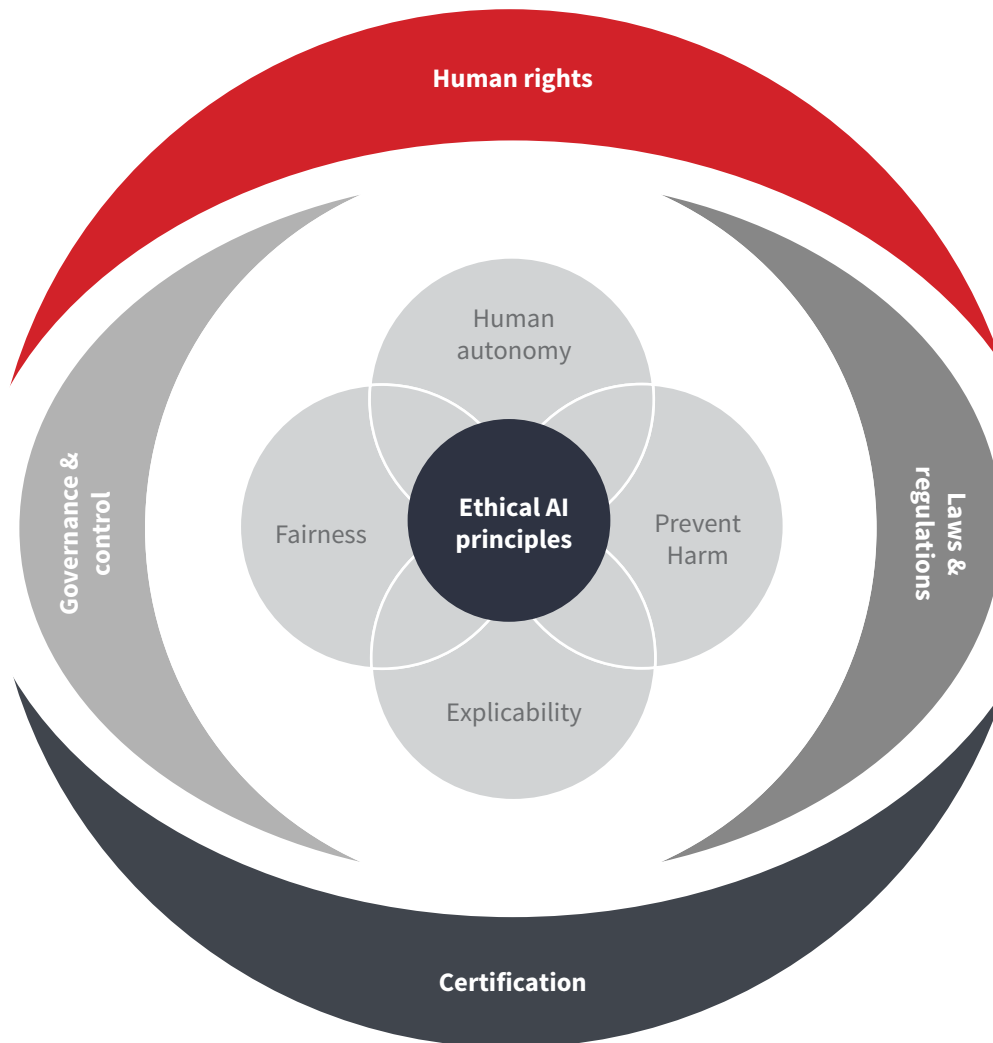 Human rights
Human
autonomy
Governance &
control
Fairness
Ethical AI
principles
Prevent
Harm
Laws &
regulations
Explicability
Certification